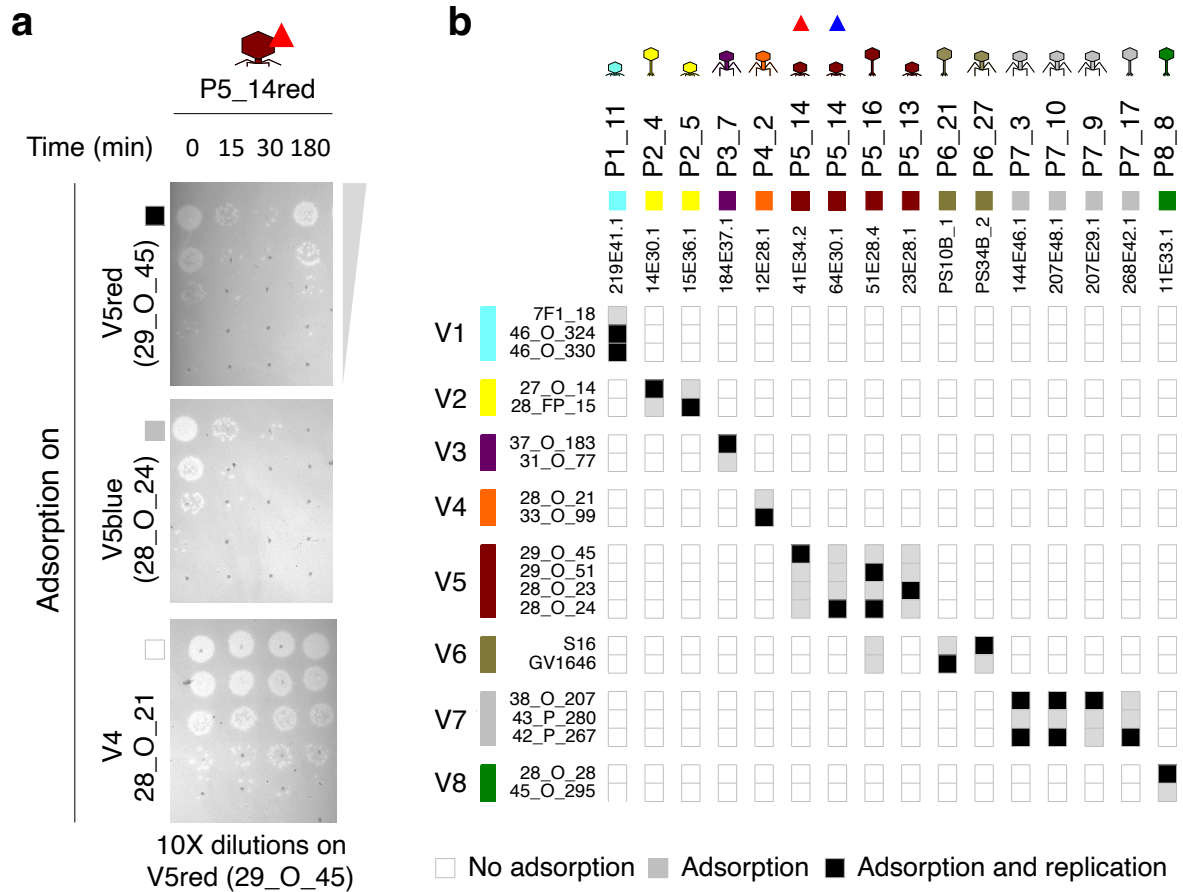 a
P5_14red
Time (min) 0 15 30 180
Adsorption on
V5red
(29_O_45)
V5blue
(28_O_24)
V4
28_O_21
10X dilutions on
V5red (29_O_45)
b
P1_11 P2_4 P2_5 P3_7 P4_2 P5_14 P5_14 P5_16 P5_13 P6_21 P6_27 P7_3 P7_10 P7_9 P7_17 P8_8
219E41.1 14E30.1 15E36.1 184E37.1 12E28.1 41E34.2 64E30.1 51E28.4 23E28.1 PS10B_1 PS34B_2 144E46.1 207E48.1 207E29.1 268E42.1 11E33.1
V1
7F1_18
46_O_324
46_O_330
V2
27_O_14
28_FP_15
V3
37_O_183
31_O_77
V4
28_O_21
33_O_99
V5
29_O_45
29_O_51
28_O_23
28_O_24
V6
S16
GV1646
V7
38_O_207
43_P_280
42_P_267
V8
28_O_28
45_O_295
No adsorption Adsorption Adsorption and replication